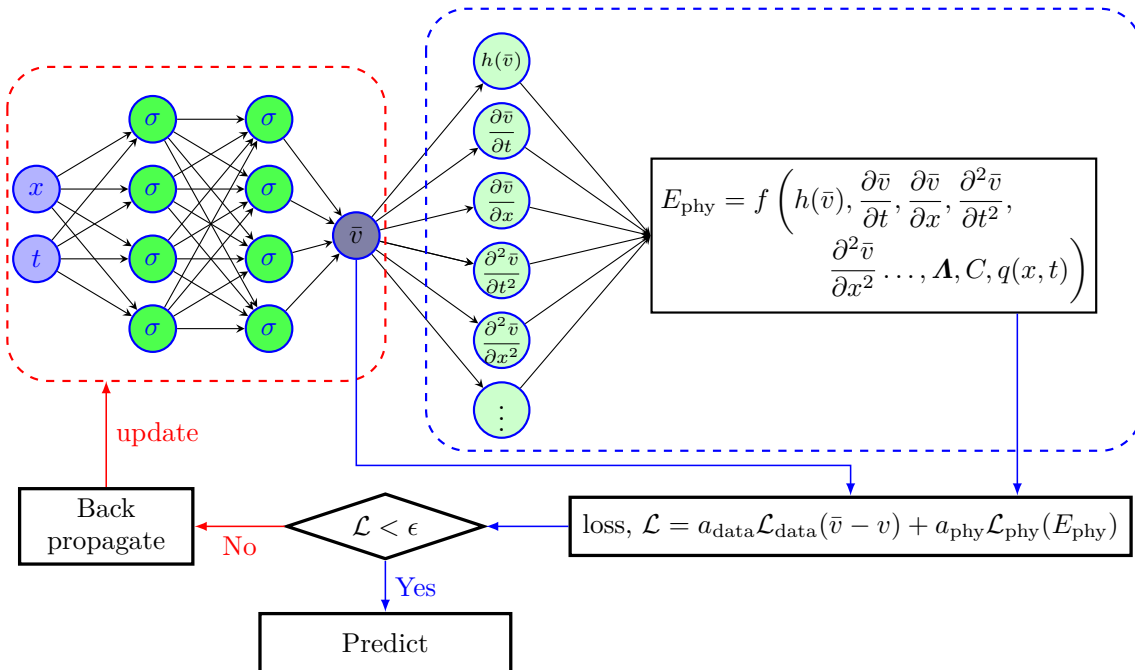 x
t
σ
σ
σ
σ
σ
σ
σ
σ
v̄
h(v̄)
∂v̄/∂t
∂v̄/∂x
∂²v̄/∂t²
∂²v̄/∂x²
⋮
E_phy = f ( h(v̄), ∂v̄/∂t, ∂v̄/∂x, ∂²v̄/∂t²,
∂²v̄/∂x² …, Λ, C, q(x, t) )
update
Back
propagate
No
ℒ < ϵ
Yes
loss, ℒ = a_data ℒ_data(v̄ − v) + a_phy ℒ_phy(E_phy)
Predict